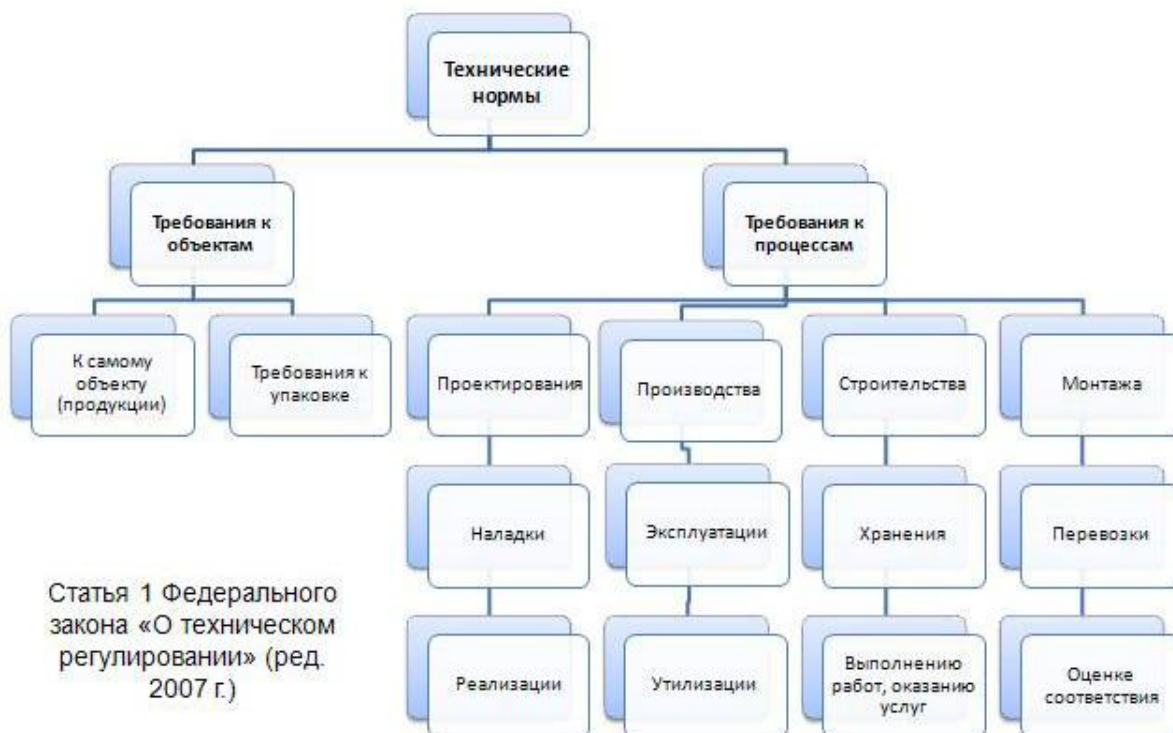 Технические
нормы
Требования к
объектам
Требования к
процессам
К самому
объекту
(продукции)
Требования к
упаковке
Проектирования
Производства
Строительства
Монтажа
Наладки
Эксплуатации
Хранения
Перевозки
Реализации
Утилизации
Выполнению
работ, оказанию
услуг
Оценке
соответствия
Статья 1 Федерального
закона «О техническом
регулировании» (ред.
2007 г.)